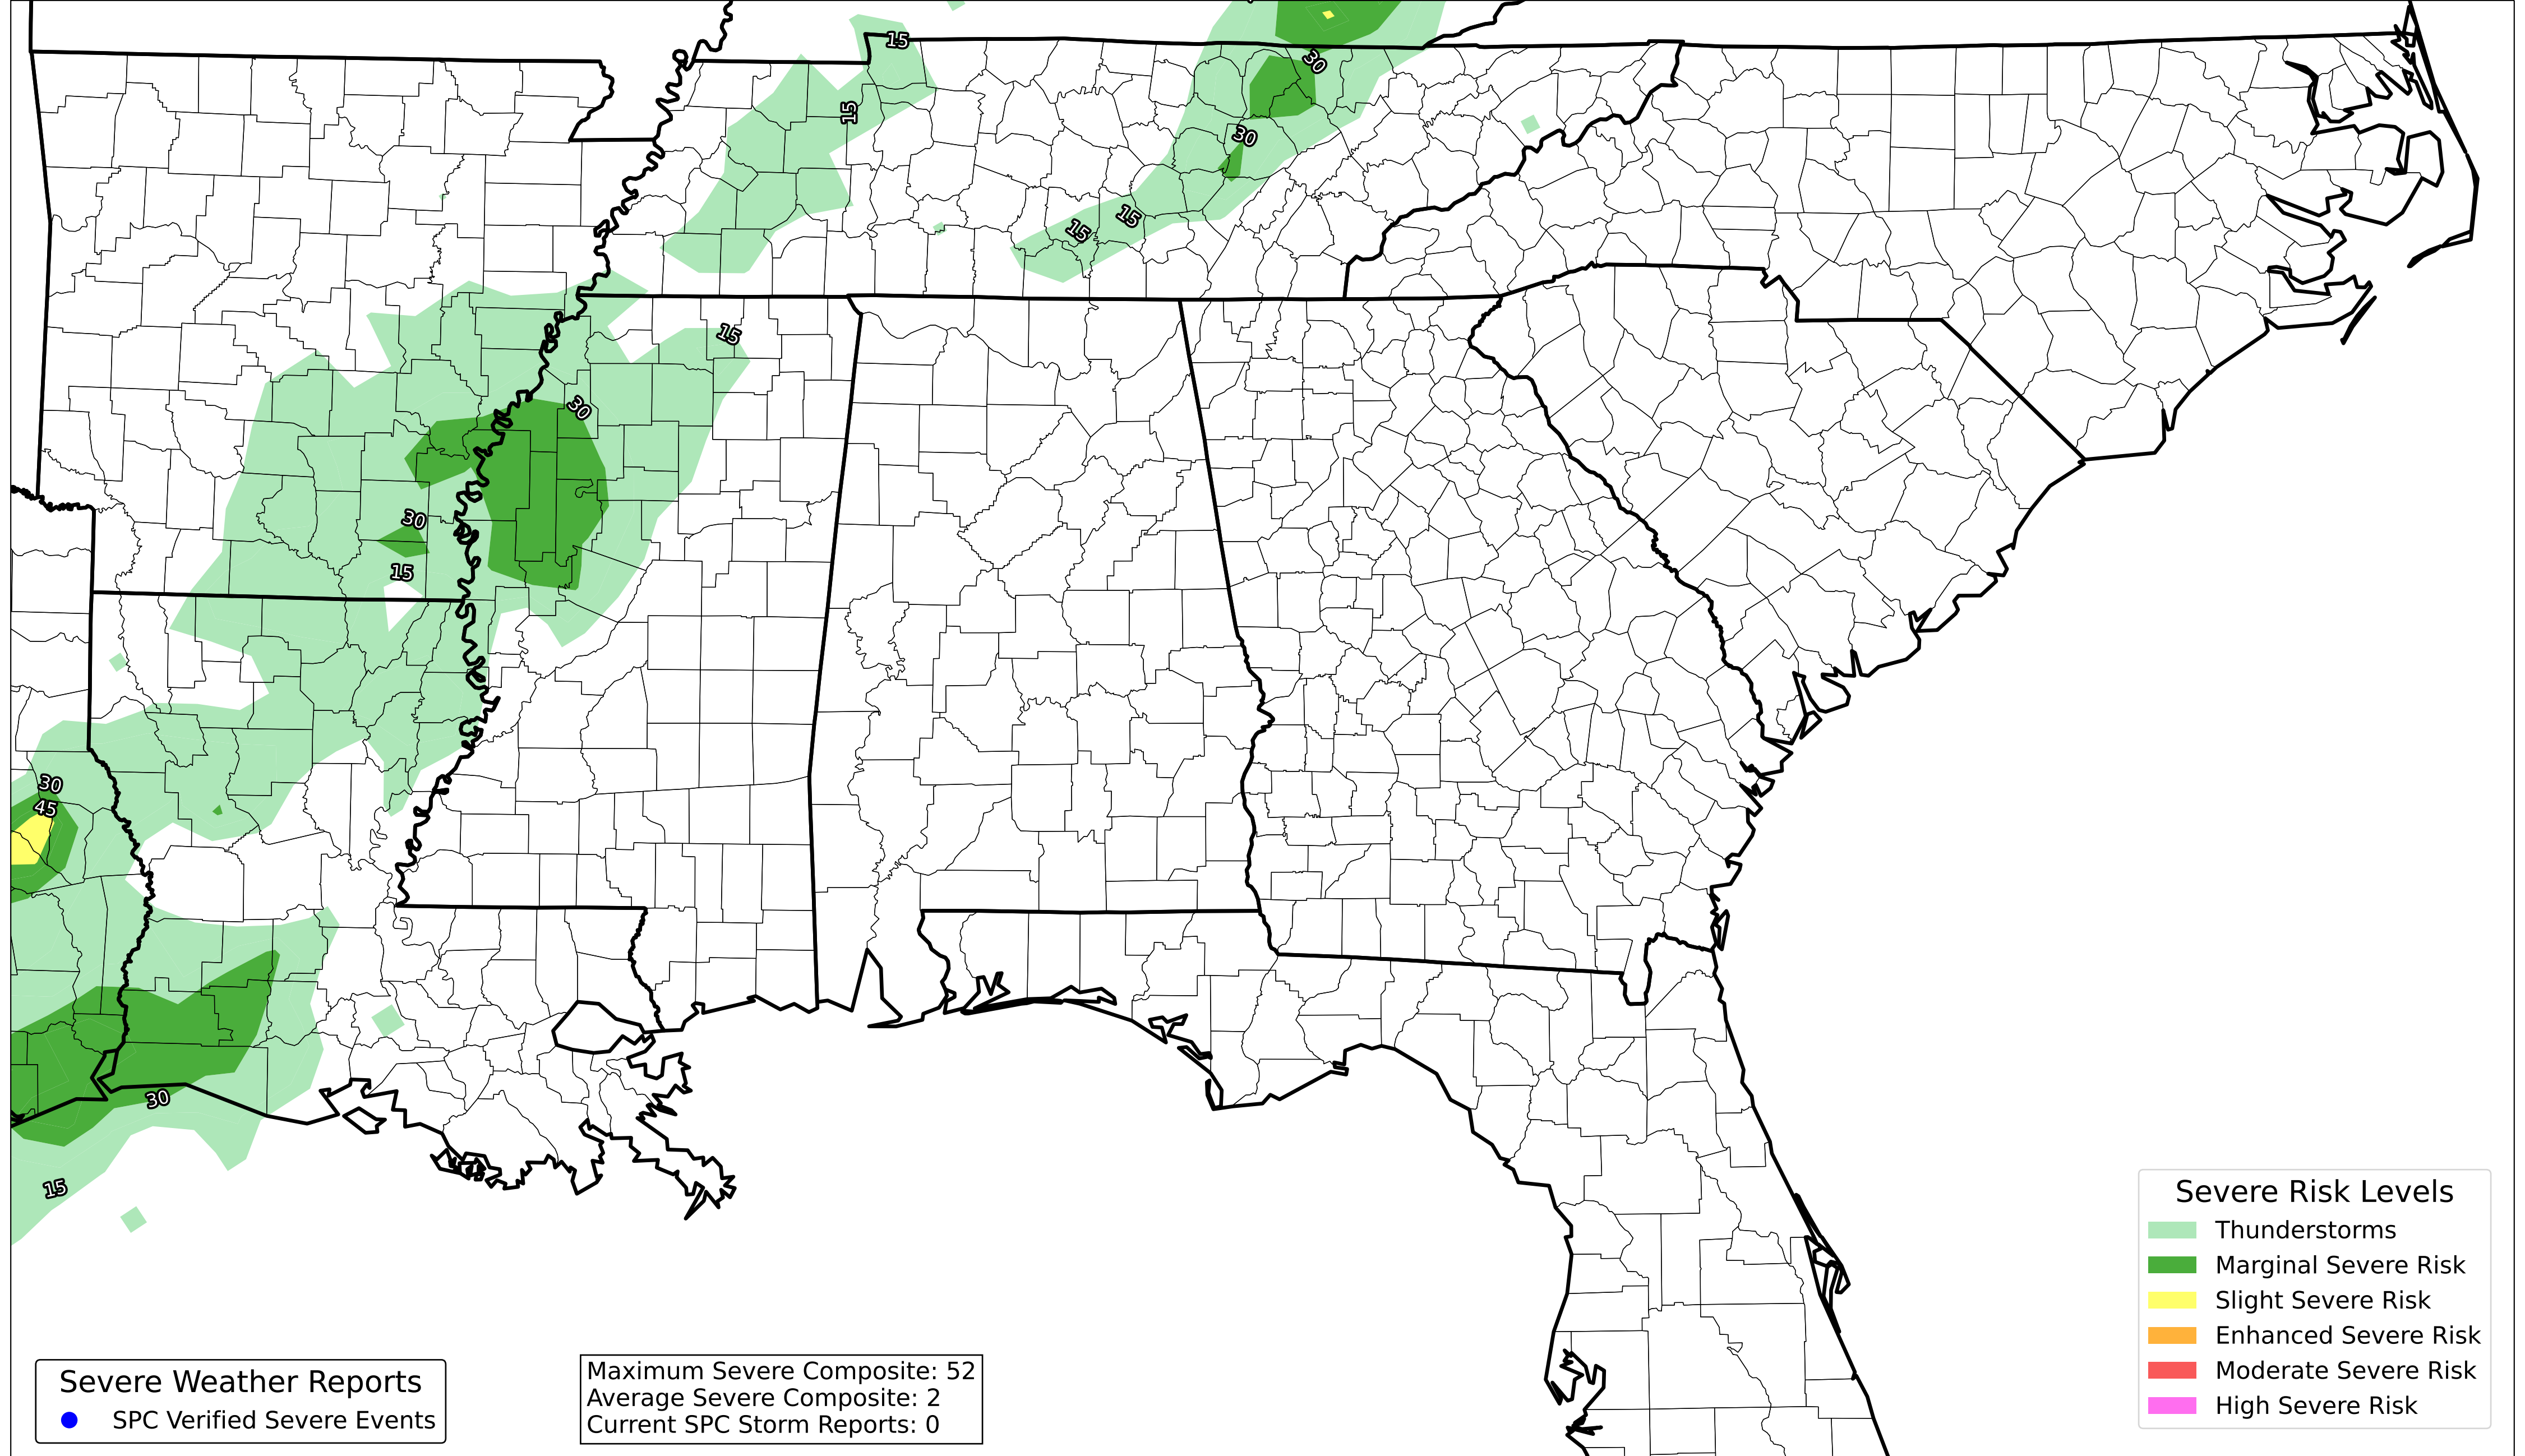 15
30
15
30
15
15
15
30
30
15
30
45
30
15
Severe Risk Levels
Thunderstorms
Marginal Severe Risk
Slight Severe Risk
Enhanced Severe Risk
Moderate Severe Risk
High Severe Risk
Severe Weather Reports
SPC Verified Severe Events
Maximum Severe Composite: 52
Average Severe Composite: 2
Current SPC Storm Reports: 0